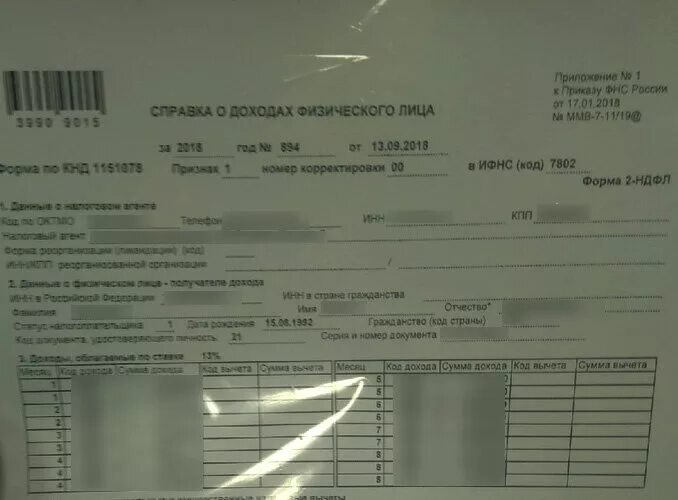 3990 9015
Приложение № 1
к Приказу ФНС России
от 17.01.2018
№ ММВ-7-11/19@
СПРАВКА О ДОХОДАХ ФИЗИЧЕСКОГО ЛИЦА
за 2018 год № 894 от 13.09.2018
Форма по КНД 1151078 Признак 1 номер корректировки 00 в ИФНС (код) 7802
Форма 2-НДФЛ
1. Данные о налоговом агенте
Код по ОКТМО Телефон ИНН КПП
Налоговый агент
Форма реорганизации (ликвидации) (код)
ИНН/КПП реорганизованной организации /
2. Данные о физическом лице - получателе дохода
ИНН в Российской Федерации ИНН в стране гражданства
Фамилия Имя Отчество*
Статус налогоплательщика 1 Дата рождения 15.06.1992 Гражданство (код страны)
Код документа, удостоверяющего личность: 21 Серия и номер документа
3. Доходы, облагаемые по ставке 13%
Месяц Код дохода Сумма дохода Код вычета Сумма вычета Месяц Код дохода Сумма дохода Код вычета Сумма вычета
1 5
1 5
2 6
2 6
3 7
3 7
4 8
4 8
8
вычеты